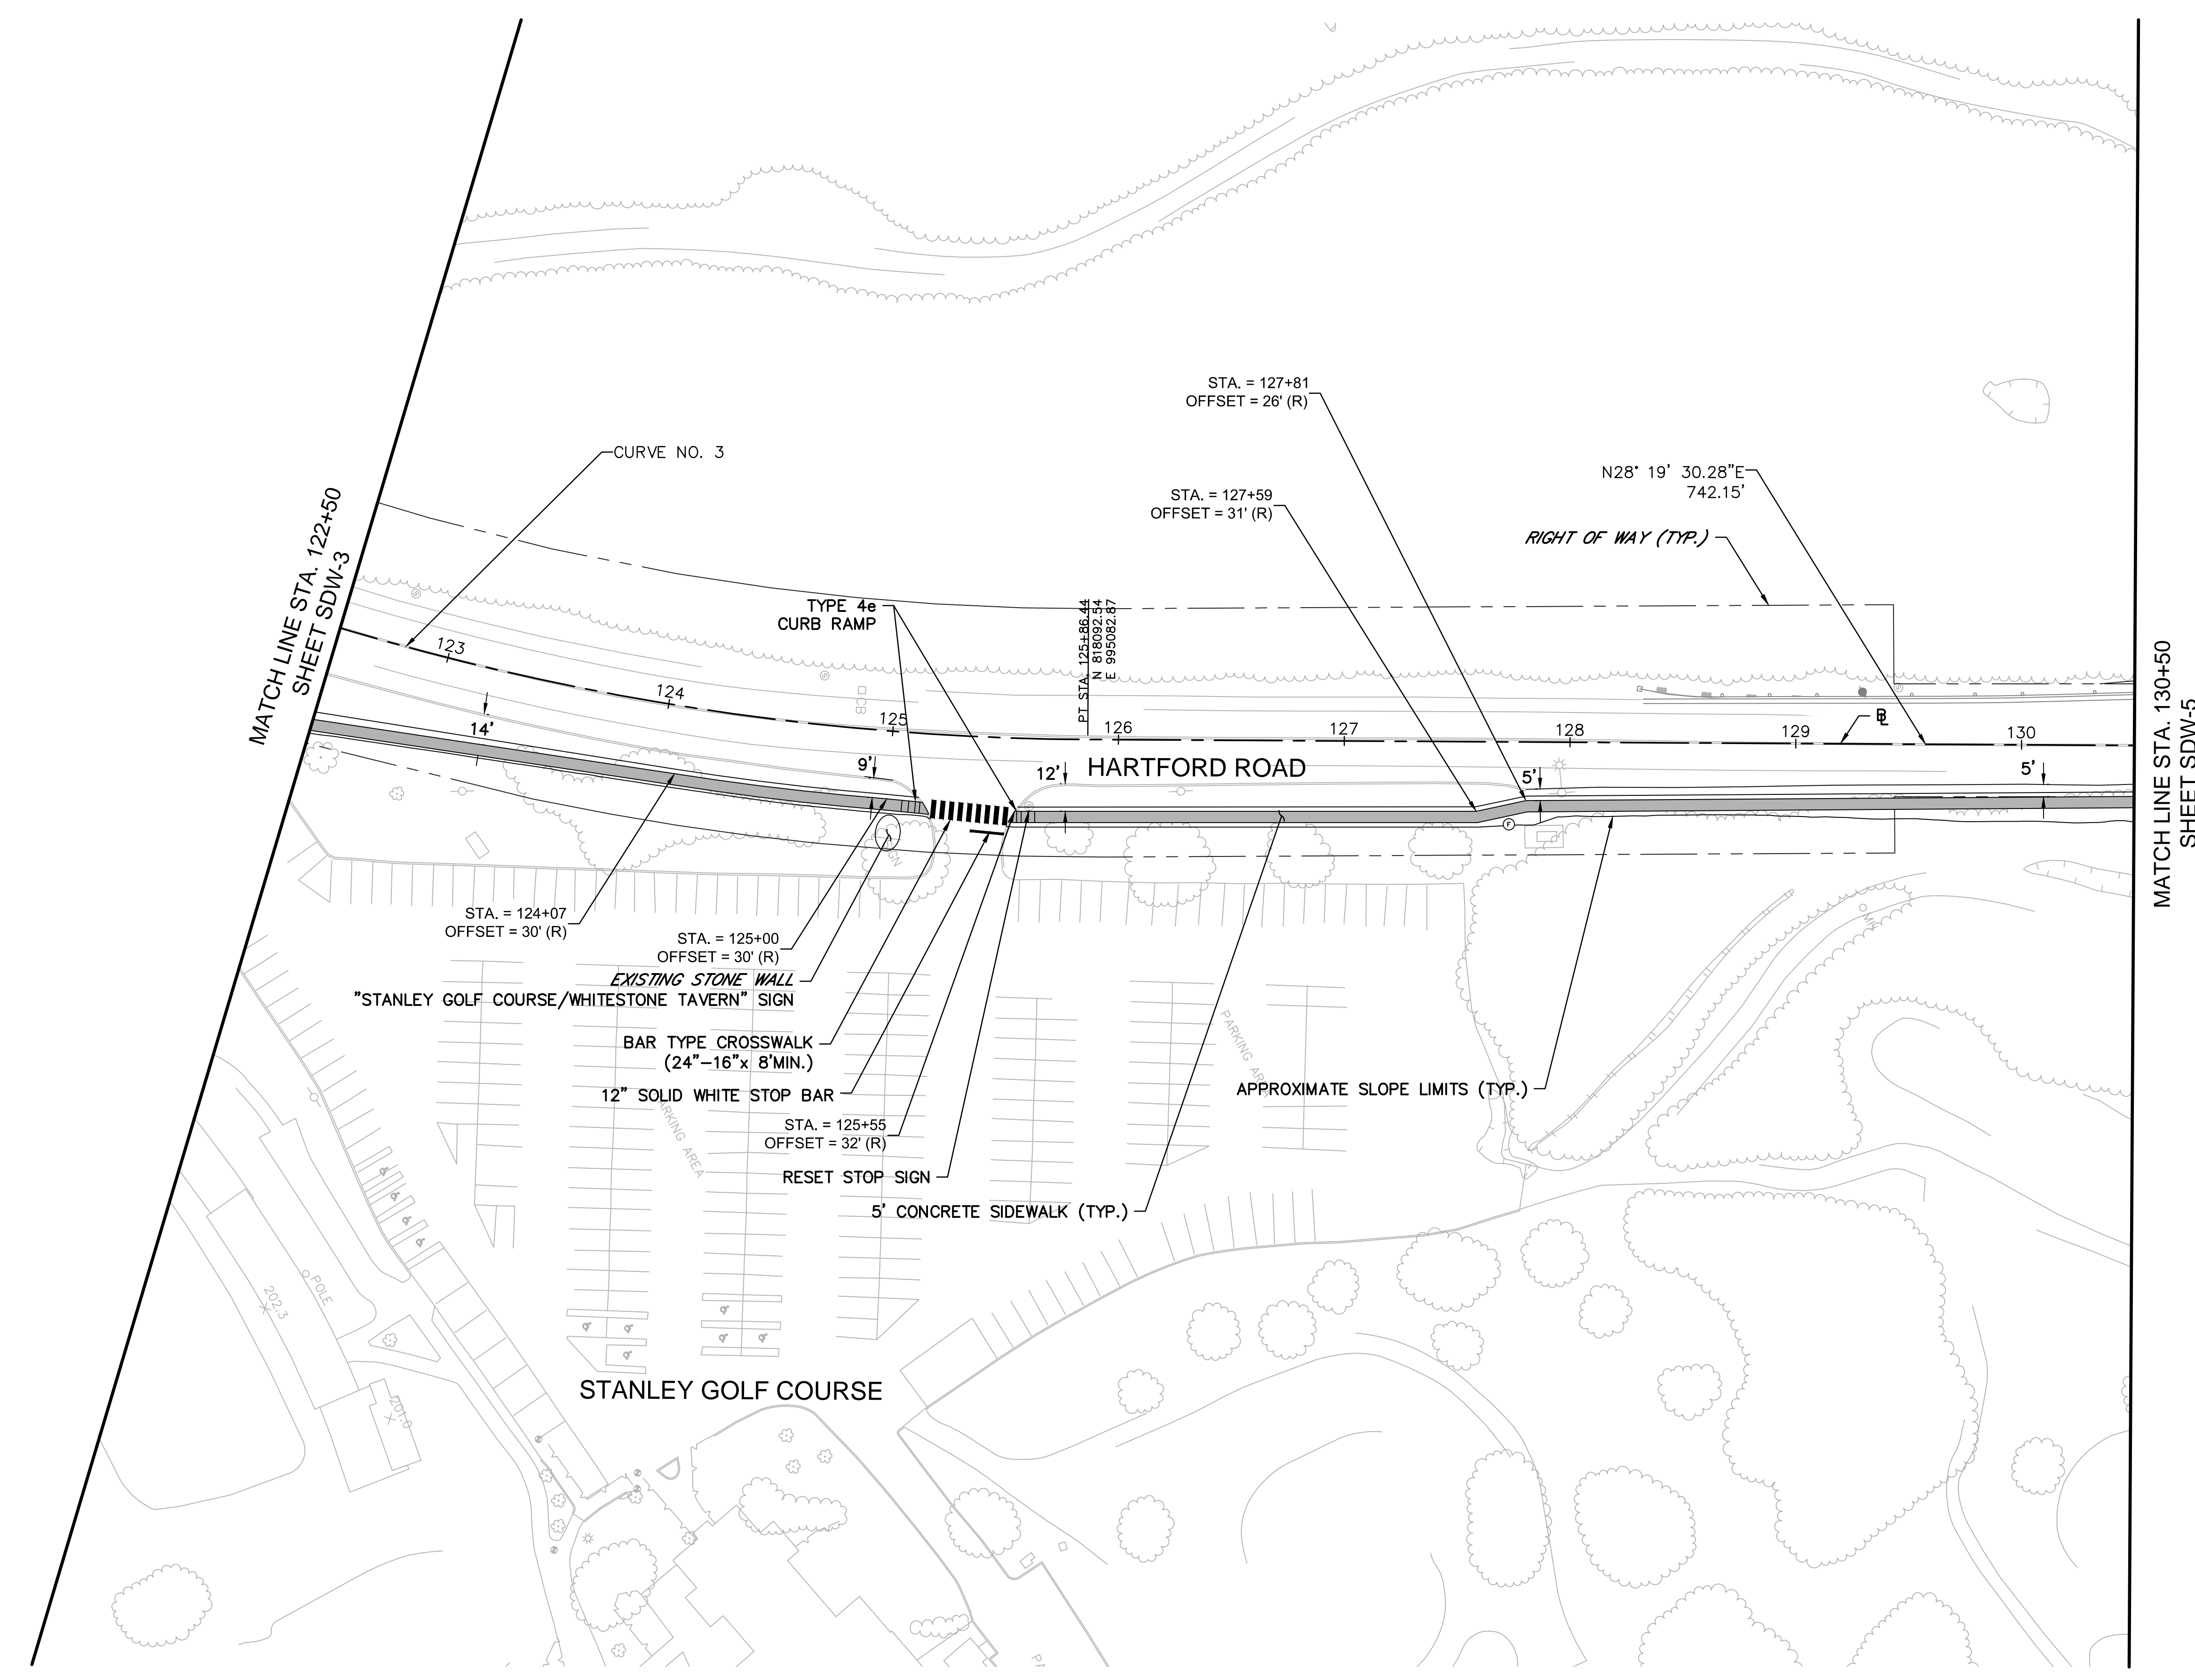 STA. = 127+81
OFFSET = 26' (R)
CURVE NO. 3
N28° 19' 30.28"E
742.15'
STA. = 127+59
OFFSET = 31' (R)
RIGHT OF WAY (TYP.)
MATCH LINE STA. 122+50
SHEET SDW-3
TYPE 4e
CURB RAMP
PT STA. 125+86.44
N 818092.54
E 995082.87
MATCH LINE STA. 130+50
SHEET SDW-5
123
124
125
126
127
128
129
130
CB
14'
9'
12'
HARTFORD ROAD
5'
5'
F
SIGN
STA. = 124+07
OFFSET = 30' (R)
STA. = 125+00
OFFSET = 30' (R)
EXISTING STONE WALL
"STANLEY GOLF COURSE/WHITESTONE TAVERN" SIGN
BAR TYPE CROSSWALK
(24"-16"x 8'MIN.)
12" SOLID WHITE STOP BAR
STA. = 125+55
OFFSET = 32' (R)
RESET STOP SIGN
5' CONCRETE SIDEWALK (TYP.)
APPROXIMATE SLOPE LIMITS (TYP.)
PARKING AREA
PARKING AREA
MH
POLE
202.3
201.0
STANLEY GOLF COURSE